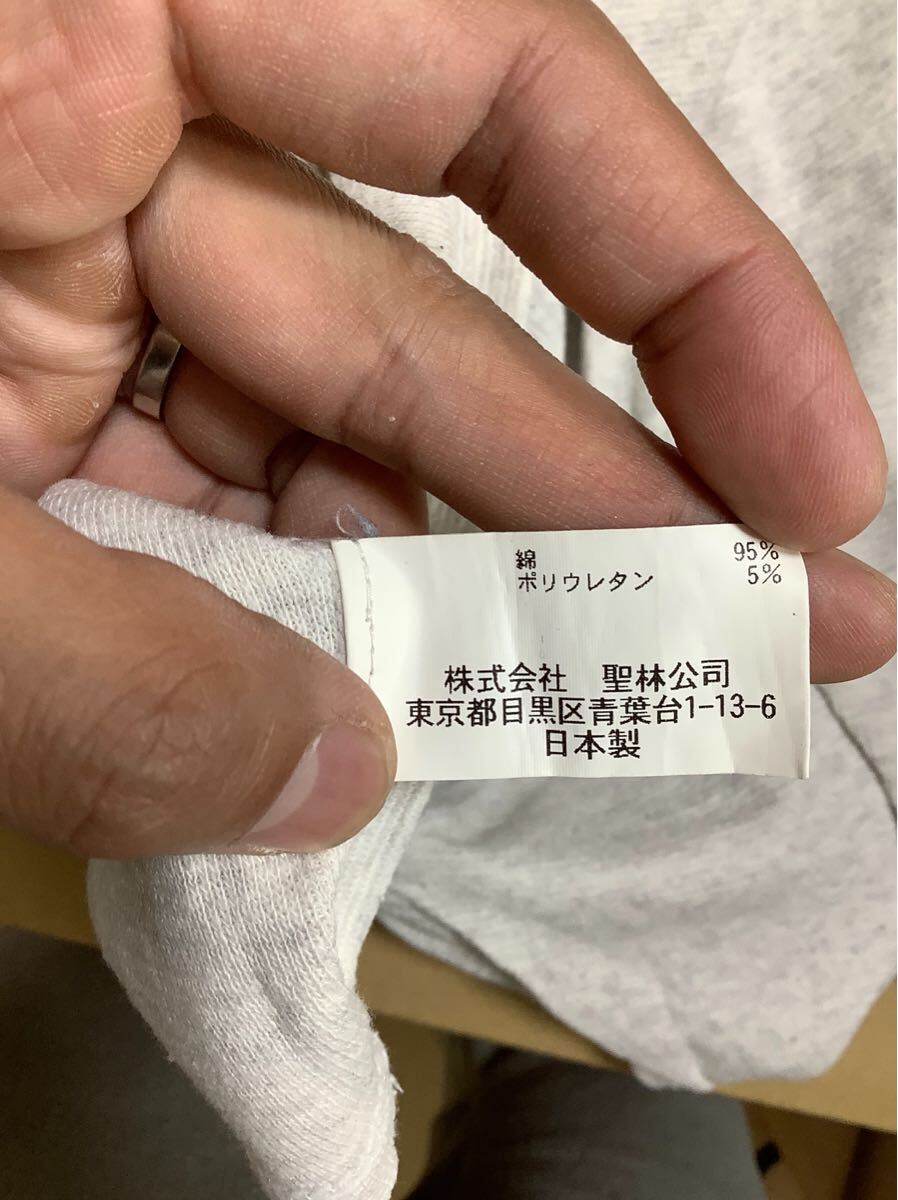 綿 95%
ポリウレタン 5%
株式会社 聖林公司
東京都目黒区青葉台1-13-6
日本製